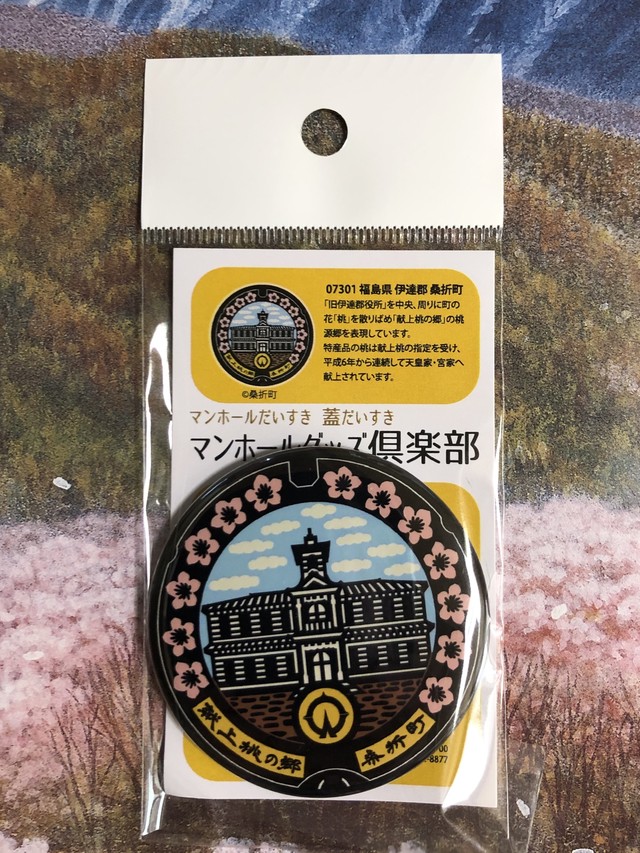 07301 福島県 伊達郡 桑折町
「旧伊達郡役所」を中央、周りに町の
花「桃」を散りばめ「献上桃の郷」の桃
源郷を表現しています。
特産品の桃は献上桃の指定を受け、
平成6年から連続して天皇家・宮家へ
献上されています。
©桑折町
マンホールだいすき 蓋だいすき
マンホールグッズ倶楽部
献上桃の郷
桑折町
00
-8877